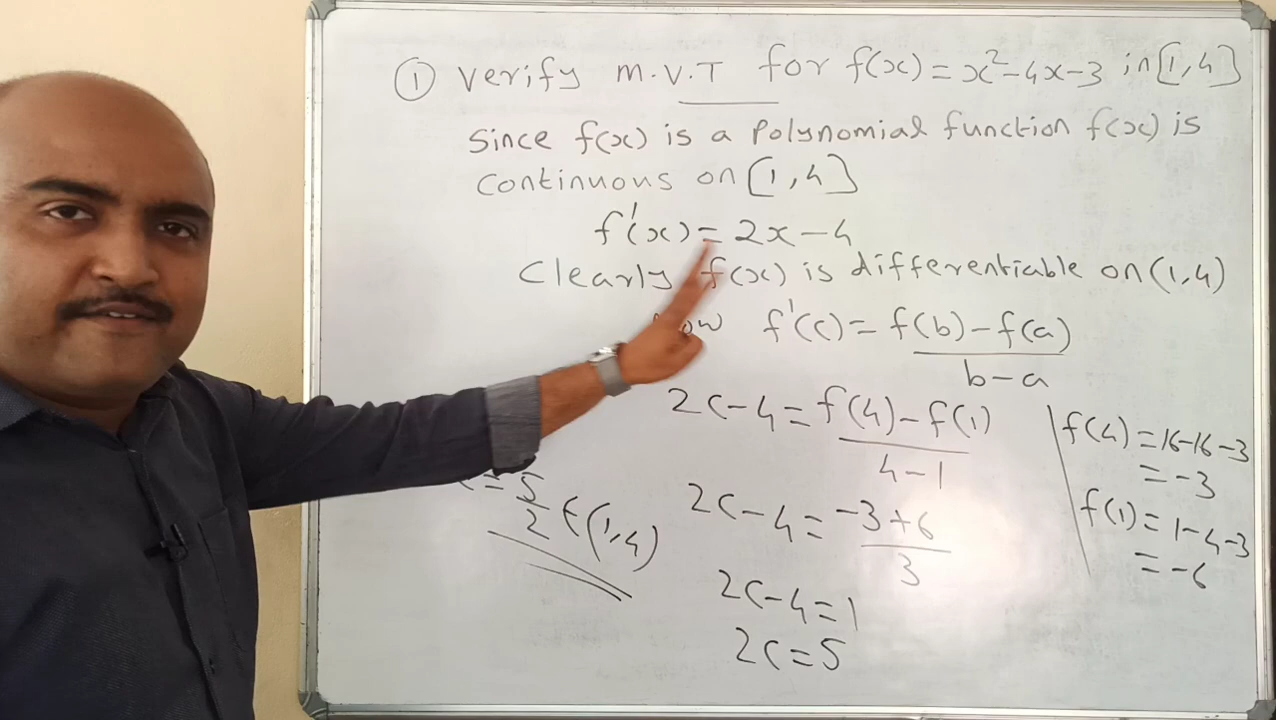 ① Verify M.V.T for f(x) = x² - 4x - 3 in [1,4]
Since f(x) is a Polynomial function f(x) is
continuous on [1,4]
f'(x) = 2x - 4
Clearly f(x) is differentiable on (1,4)
f'(c) = f(b) - f(a)
b - a
2c - 4 = f(4) - f(1)
4 - 1
2c - 4 = -3 + 6
3
2c - 4 = 1
2c = 5
= 5
2 ∈ (1,4)
f(4) = 16 - 16 - 3
= -3
f(1) = 1 - 4 - 3
= -6